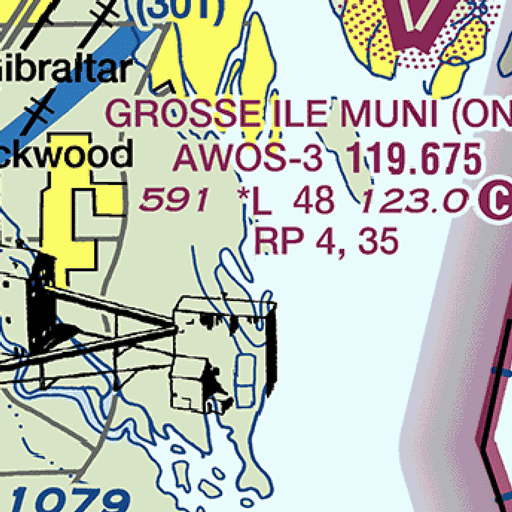 (301)
ibraltar
GROSSE ILE MUNI (ON
ckwood
AWOS-3 119.675
591 *L 48 123.0 C
RP 4, 35
1079